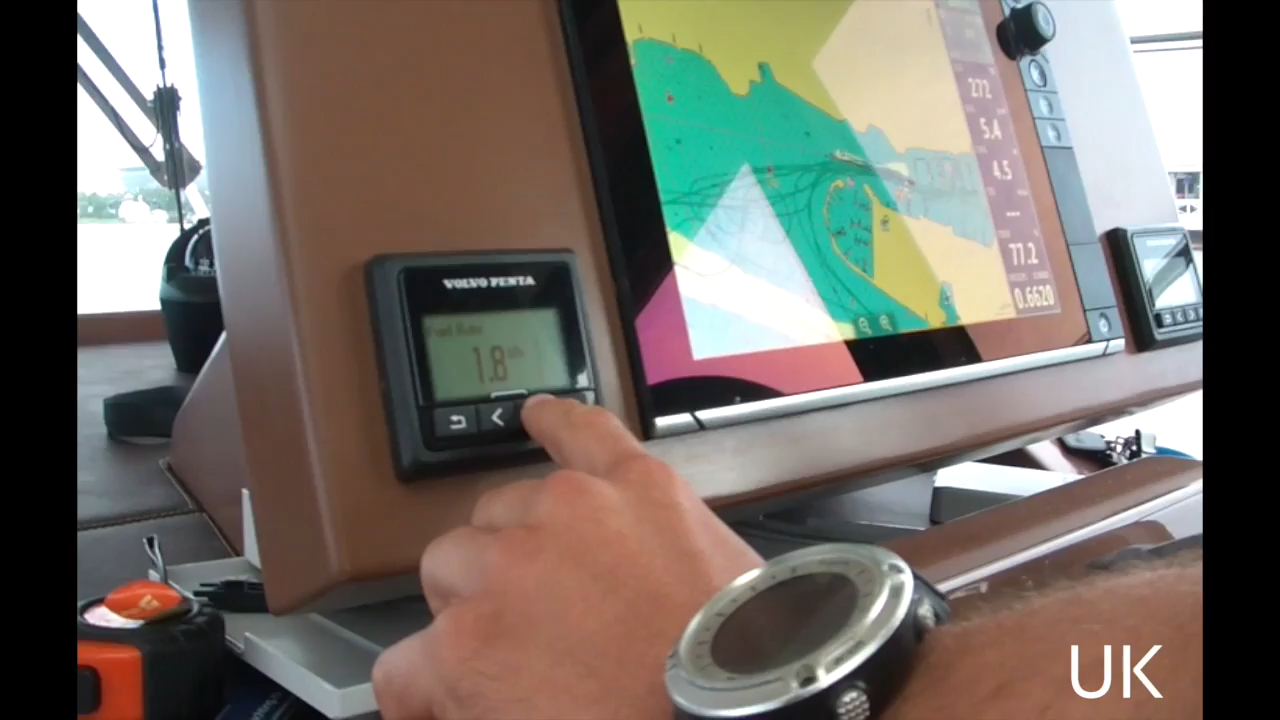 VOLVO PENTA
Fuel Rate
1.8
272
5.4
4.5
---
77.2
0.6620
UK